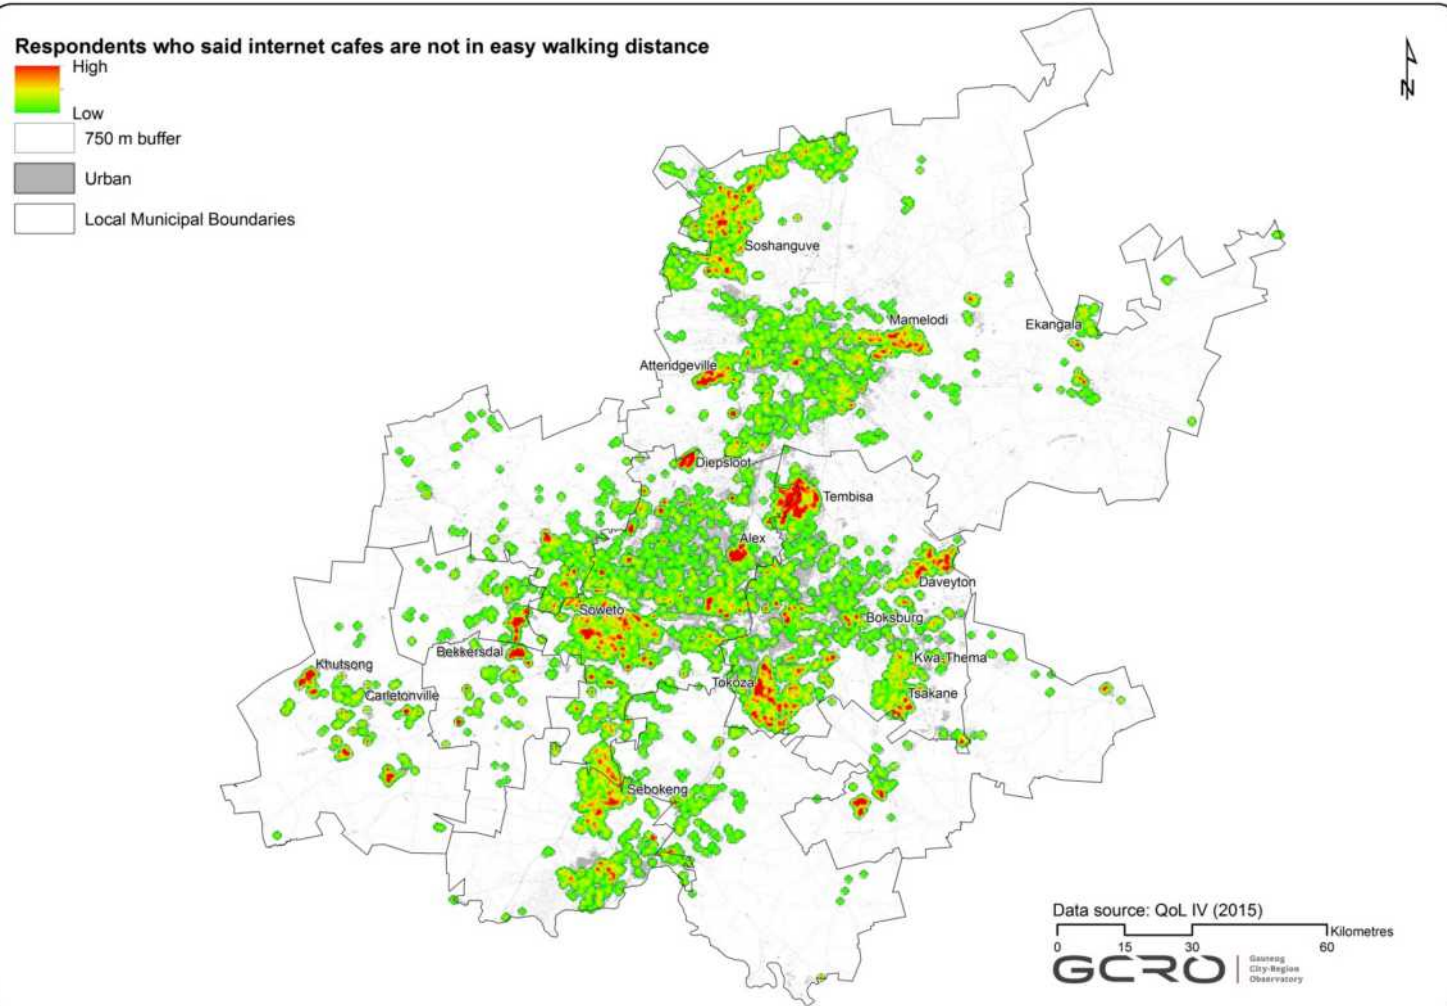 Respondents who said internet cafes are not in easy walking distance
High
Low
750 m buffer
Urban
Local Municipal Boundaries
N
Soshanguve
Mamelodi
Ekangala
Atteridgeville
Diepsloot
Tembisa
Alex
Daveyton
Soweto
Boksburg
Bekkersdal
Kwa-Thema
Khutsong
Carletonville
Tokoza
Tsakane
Sebokeng
Data source: QoL IV (2015)
Kilometres
0 15 30 60
GCRO
Gauteng
City-Region
Observatory